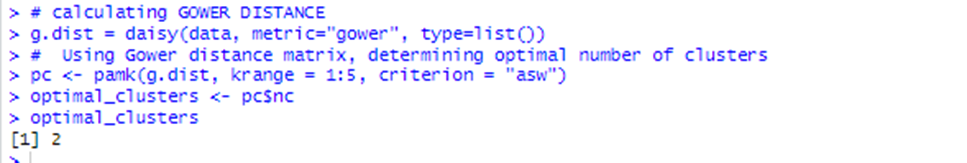 > # calculating GOWER DISTANCE
> g.dist = daisy(data, metric="gower", type=list())
> #  Using Gower distance matrix, determining optimal number of clusters
> pc <- pamk(g.dist, krange = 1:5, criterion = "asw")
> optimal_clusters <- pc$nc
> optimal_clusters
[1] 2
>